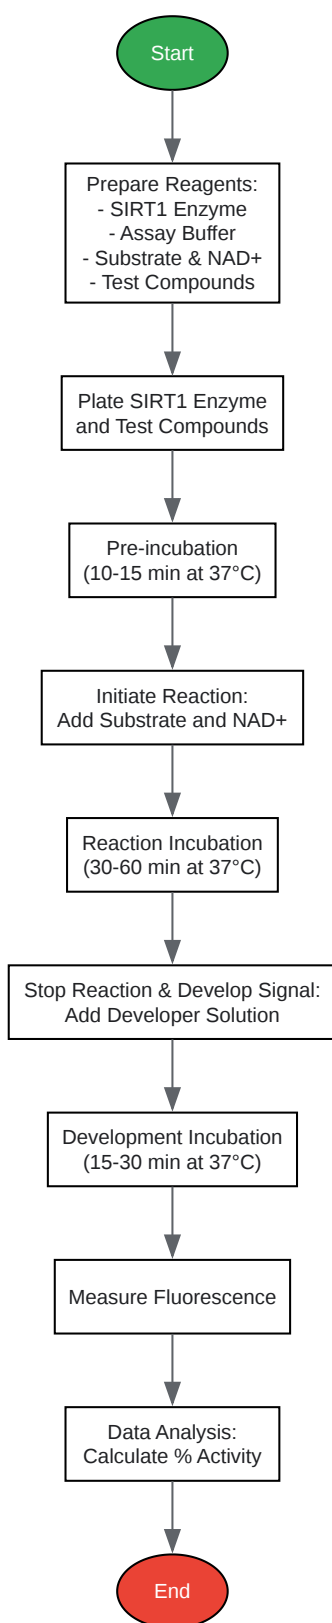 Start
Prepare Reagents:
- SIRT1 Enzyme
- Assay Buffer
- Substrate & NAD+
- Test Compounds
Plate SIRT1 Enzyme
and Test Compounds
Pre-incubation
(10-15 min at 37°C)
Initiate Reaction:
Add Substrate and NAD+
Reaction Incubation
(30-60 min at 37°C)
Stop Reaction & Develop Signal:
Add Developer Solution
Development Incubation
(15-30 min at 37°C)
Measure Fluorescence
Data Analysis:
Calculate % Activity
End